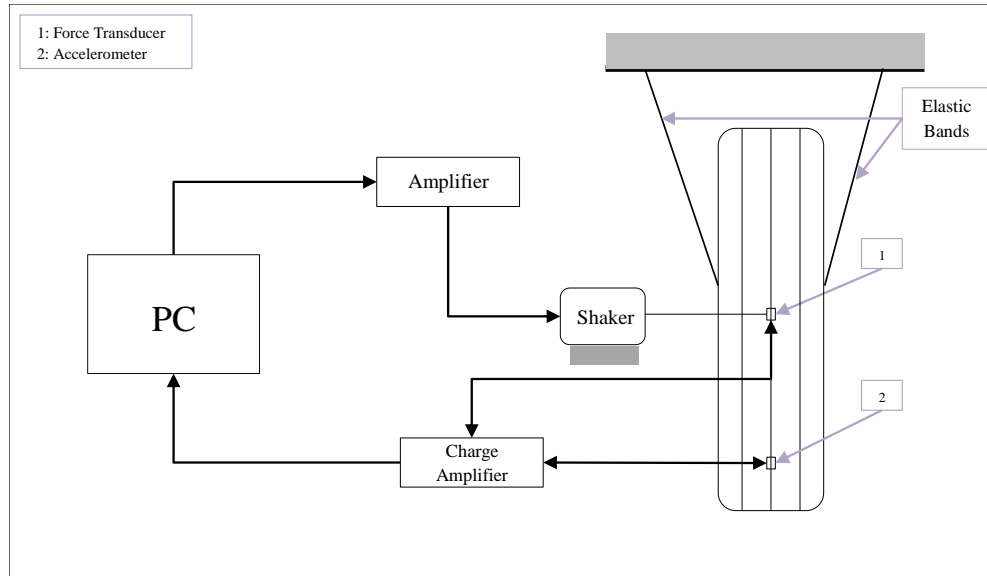 1: Force Transducer
2: Accelerometer
Elastic
Bands
Amplifier
1
PC
Shaker
2
Charge
Amplifier